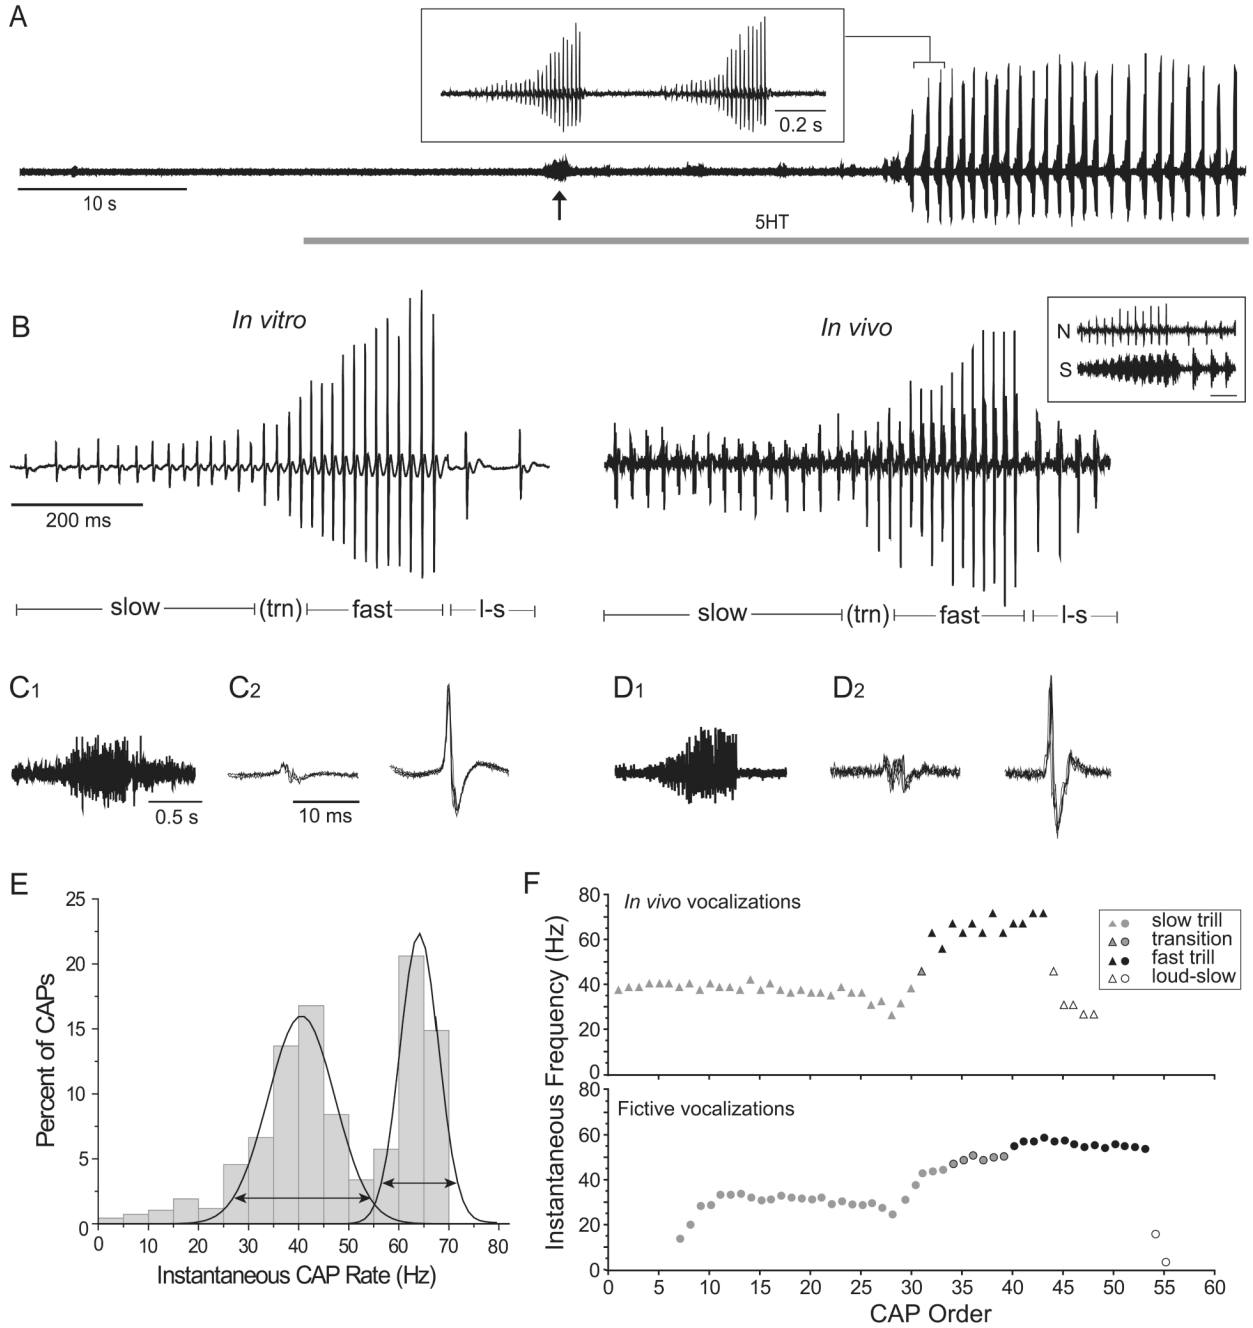 A
0.2 s
10 s
5HT
B
In vitro
In vivo
N
S
200 ms
slow (trn) fast l-s
slow (trn) fast l-s
C1
C2
D1
D2
0.5 s
10 ms
E
25
20
15
10
5
0
Percent of CAPs
0 10 20 30 40 50 60 70 80
Instantaneous CAP Rate (Hz)
F
Instantaneous Frequency (Hz)
80
60
40
20
0
In vivo vocalizations
slow trill
transition
fast trill
loud-slow
80
60
40
20
0
Fictive vocalizations
0 5 10 15 20 25 30 35 40 45 50 55 60
CAP Order